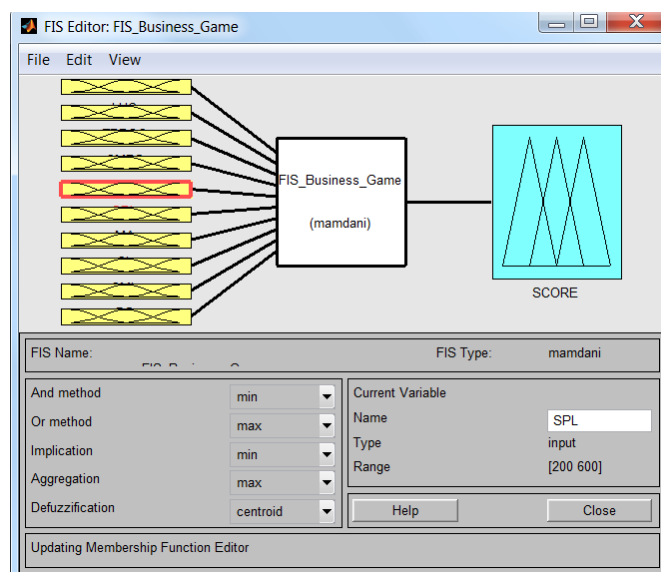 FIS Editor: FIS_Business_Game
File Edit View
FIS_Business_Game
(mamdani)
SCORE
FIS Name:
FIS Type: mamdani
And method min
Or method max
Implication min
Aggregation max
Defuzzification centroid
Current Variable
Name SPL
Type input
Range [200 600]
Help Close
Updating Membership Function Editor